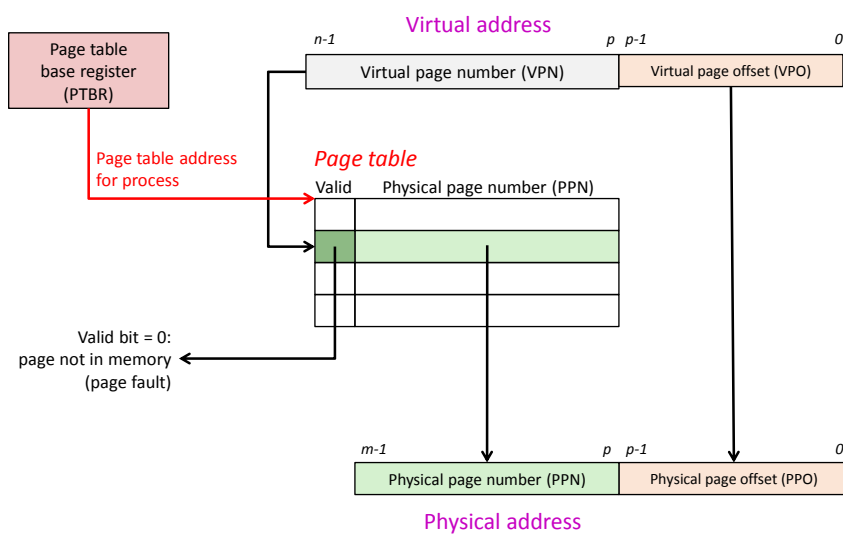 Virtual address
n-1
p
p-1
0
Page table
base register
(PTBR)
Virtual page number (VPN)
Virtual page offset (VPO)
Page table address
for process
Page table
Valid
Physical page number (PPN)
Valid bit = 0:
page not in memory
(page fault)
m-1
p
p-1
0
Physical page number (PPN)
Physical page offset (PPO)
Physical address